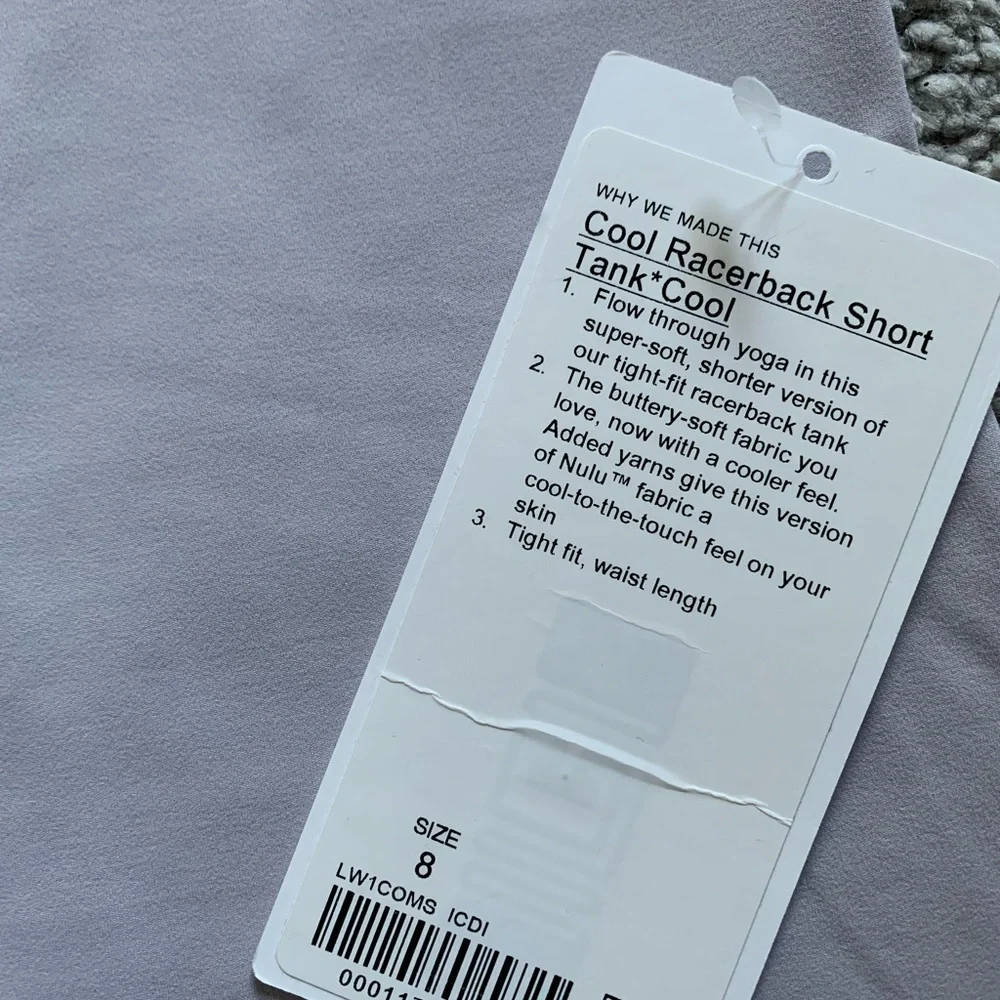 WHY WE MADE THIS
Cool Racerback Short
Tank*Cool
1. Flow through yoga in this
super-soft, shorter version of
our tight-fit racerback tank
2. The buttery-soft fabric you
love, now with a cooler feel.
Added yarns give this version
of Nulu™ fabric a
cool-to-the-touch feel on your
skin
3. Tight fit, waist length
SIZE
8
LW1COMS ICDI